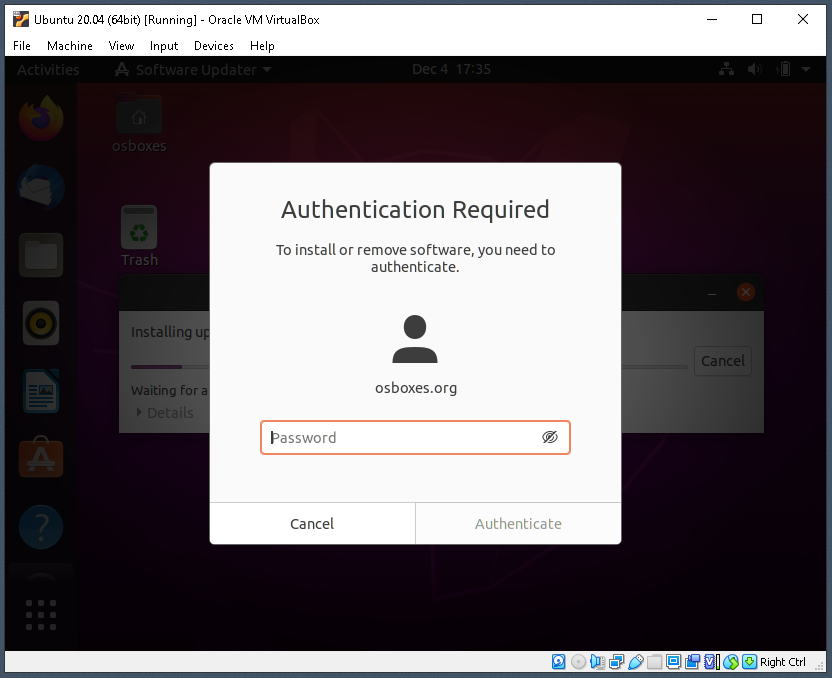 Ubuntu 20.04 (64bit) [Running] - Oracle VM VirtualBox
File Machine View Input Devices Help
Activities Software Updater Dec 4 17:35
osboxes
Trash
Authentication Required
To install or remove software, you need to
authenticate.
osboxes.org
Password
Cancel Authenticate
Installing up
Cancel
Waiting for a
Details
Right Ctrl